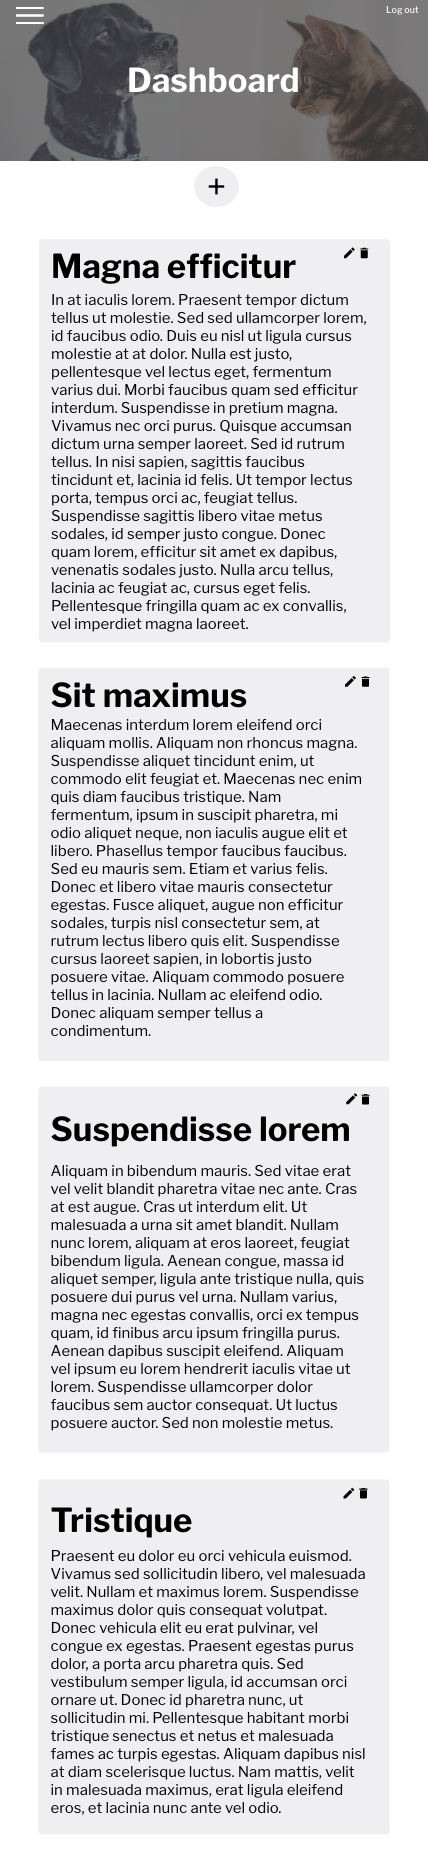 Log out
Dashboard
Magna efficitur
In at iaculis lorem. Praesent tempor dictum
tellus ut molestie. Sed sed ullamcorper lorem,
id faucibus odio. Duis eu nisl ut ligula cursus
molestie at at dolor. Nulla est justo,
pellentesque vel lectus eget, fermentum
varius dui. Morbi faucibus quam sed efficitur
interdum. Suspendisse in pretium magna.
Vivamus nec orci purus. Quisque accumsan
dictum urna semper laoreet. Sed id rutrum
tellus. In nisi sapien, sagittis faucibus
tincidunt et, lacinia id felis. Ut tempor lectus
porta, tempus orci ac, feugiat tellus.
Suspendisse sagittis libero vitae metus
sodales, id semper justo congue. Donec
quam lorem, efficitur sit amet ex dapibus,
venenatis sodales justo. Nulla arcu tellus,
lacinia ac feugiat ac, cursus eget felis.
Pellentesque fringilla quam ac ex convallis,
vel imperdiet magna laoreet.
Sit maximus
Maecenas interdum lorem eleifend orci
aliquam mollis. Aliquam non rhoncus magna.
Suspendisse aliquet tincidunt enim, ut
commodo elit feugiat et. Maecenas nec enim
quis diam faucibus tristique. Nam
fermentum, ipsum in suscipit pharetra, mi
odio aliquet neque, non iaculis augue elit et
libero. Phasellus tempor faucibus faucibus.
Sed eu mauris sem. Etiam et varius felis.
Donec et libero vitae mauris consectetur
egestas. Fusce aliquet, augue non efficitur
sodales, turpis nisl consectetur sem, at
rutrum lectus libero quis elit. Suspendisse
cursus laoreet sapien, in lobortis justo
posuere vitae. Aliquam commodo posuere
tellus in lacinia. Nullam ac eleifend odio.
Donec aliquam semper tellus a
condimentum.
Suspendisse lorem
Aliquam in bibendum mauris. Sed vitae erat
vel velit blandit pharetra vitae nec ante. Cras
at est augue. Cras ut interdum elit. Ut
malesuada a urna sit amet blandit. Nullam
nunc lorem, aliquam at eros laoreet, feugiat
bibendum ligula. Aenean congue, massa id
aliquet semper, ligula ante tristique nulla, quis
posuere dui purus vel urna. Nullam varius,
magna nec egestas convallis, orci ex tempus
quam, id finibus arcu ipsum fringilla purus.
Aenean dapibus suscipit eleifend. Aliquam
vel ipsum eu lorem hendrerit iaculis vitae ut
lorem. Suspendisse ullamcorper dolor
faucibus sem auctor consequat. Ut luctus
posuere auctor. Sed non molestie metus.
Tristique
Praesent eu dolor eu orci vehicula euismod.
Vivamus sed sollicitudin libero, vel malesuada
velit. Nullam et maximus lorem. Suspendisse
maximus dolor quis consequat volutpat.
Donec vehicula elit eu erat pulvinar, vel
congue ex egestas. Praesent egestas purus
dolor, a porta arcu pharetra quis. Sed
vestibulum semper ligula, id accumsan orci
ornare ut. Donec id pharetra nunc, ut
sollicitudin mi. Pellentesque habitant morbi
tristique senectus et netus et malesuada
fames ac turpis egestas. Aliquam dapibus nisl
at diam scelerisque luctus. Nam mattis, velit
in malesuada maximus, erat ligula eleifend
eros, et lacinia nunc ante vel odio.